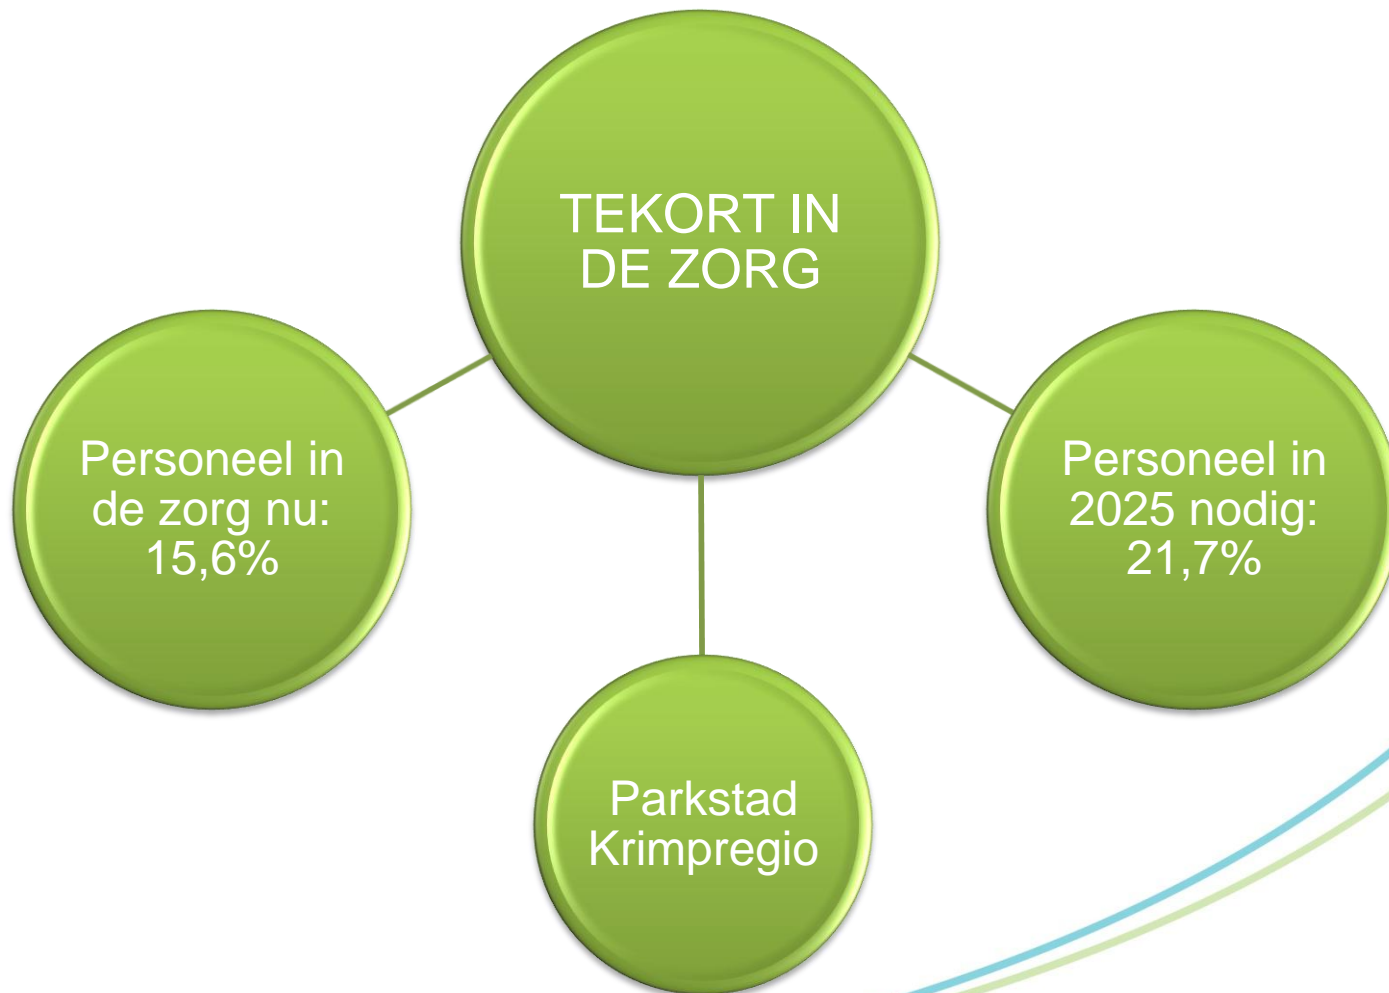 TEKORT IN
DE ZORG
Personeel in
de zorg nu:
15,6%
Personeel in
2025 nodig:
21,7%
Parkstad
Krimpregio